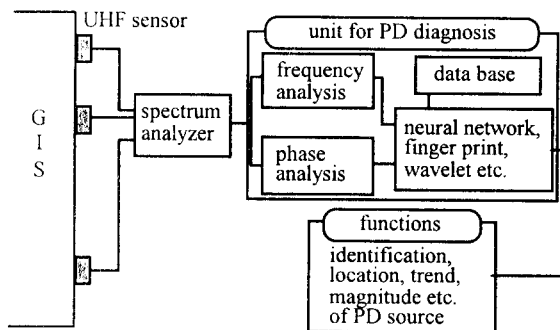 UHF sensor
G
I
S
spectrum
analyzer
unit for PD diagnosis
frequency
analysis
data base
phase
analysis
neural network,
finger print,
wavelet etc.
functions
identification,
location, trend,
magnitude etc.
of PD source